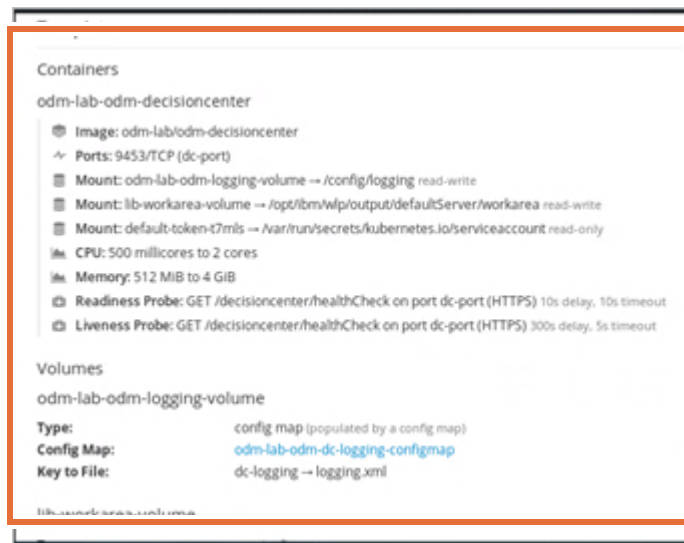 Containers
odm-lab-odm-decisioncenter
Image: odm-lab/odm-decisioncenter
Ports: 9453/TCP (dc-port)
Mount: odm-lab-odm-logging-volume → /config/logging read-write
Mount: lib-workarea-volume → /opt/ibm/wlp/output/defaultServer/workarea read-write
Mount: default-token-t7mls → /var/run/secrets/kubernetes.io/serviceaccount read-only
CPU: 500 millicores to 2 cores
Memory: 512 MiB to 4 GiB
Readiness Probe: GET /decisioncenter/healthCheck on port dc-port (HTTPS) 10s delay, 10s timeout
Liveness Probe: GET /decisioncenter/healthCheck on port dc-port (HTTPS) 300s delay, 5s timeout
Volumes
odm-lab-odm-logging-volume
Type: config map (populated by a config map)
Config Map: odm-lab-odm-dc-logging-configmap
Key to File: dc-logging → logging.xml
lib-workarea-volume